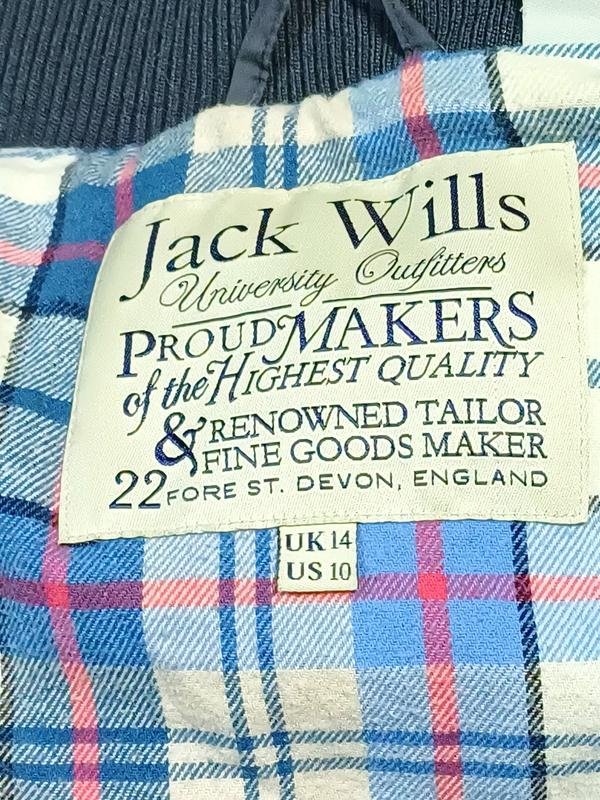 Jack Wills
University Outfitters
PROUD MAKERS
of the HIGHEST QUALITY
& RENOWNED TAILOR
FINE GOODS MAKER
22 FORE ST. DEVON, ENGLAND
UK 14
US 10